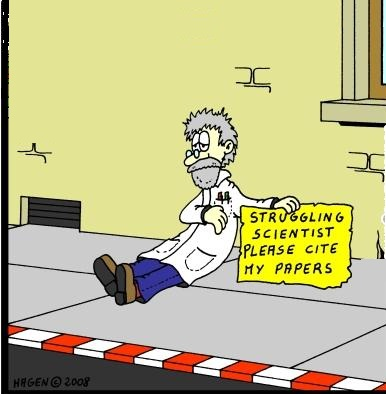 STRUGGLING
SCIENTIST
PLEASE CITE
MY PAPERS
HAGEN © 2008